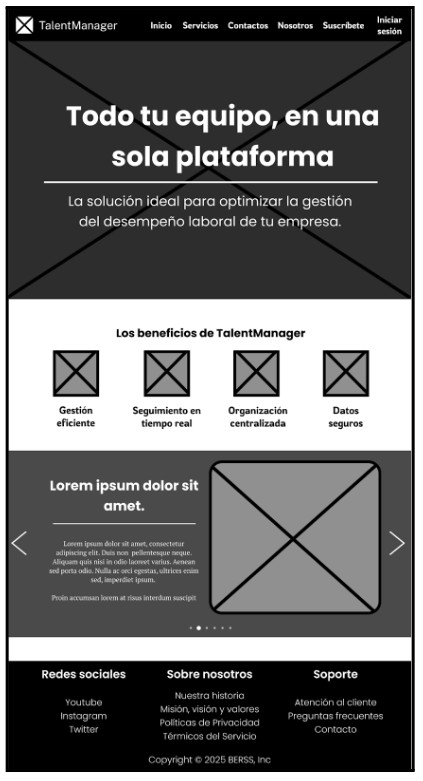 TalentManager
Inicio Servicios Contactos Nosotros Suscríbete Iniciar sesión
Todo tu equipo, en una
sola plataforma
La solución ideal para optimizar la gestión
del desempeño laboral de tu empresa.
Los beneficios de TalentManager
Gestión
eficiente
Seguimiento en
tiempo real
Organización
centralizada
Datos
seguros
Lorem ipsum dolor sit
amet.
Lorem ipsum dolor sit amet, consectetur
adipiscing elit. Duis non pellentesque neque.
Aliquam quis nisi in odio laoreet varius. Aenean
sed porta odio. Nulla ac orci egestas, ultrices enim
sed, imperdiet ipsum.
Proin accumsan lorem at risus interdum suscipit
Redes sociales
Youtube
Instagram
Twitter
Sobre nosotros
Nuestra historia
Misión, visión y valores
Políticas de Privacidad
Térmicos del Servicio
Soporte
Atención al cliente
Preguntas frecuentes
Contacto
Copyright © 2025 BERSS, Inc